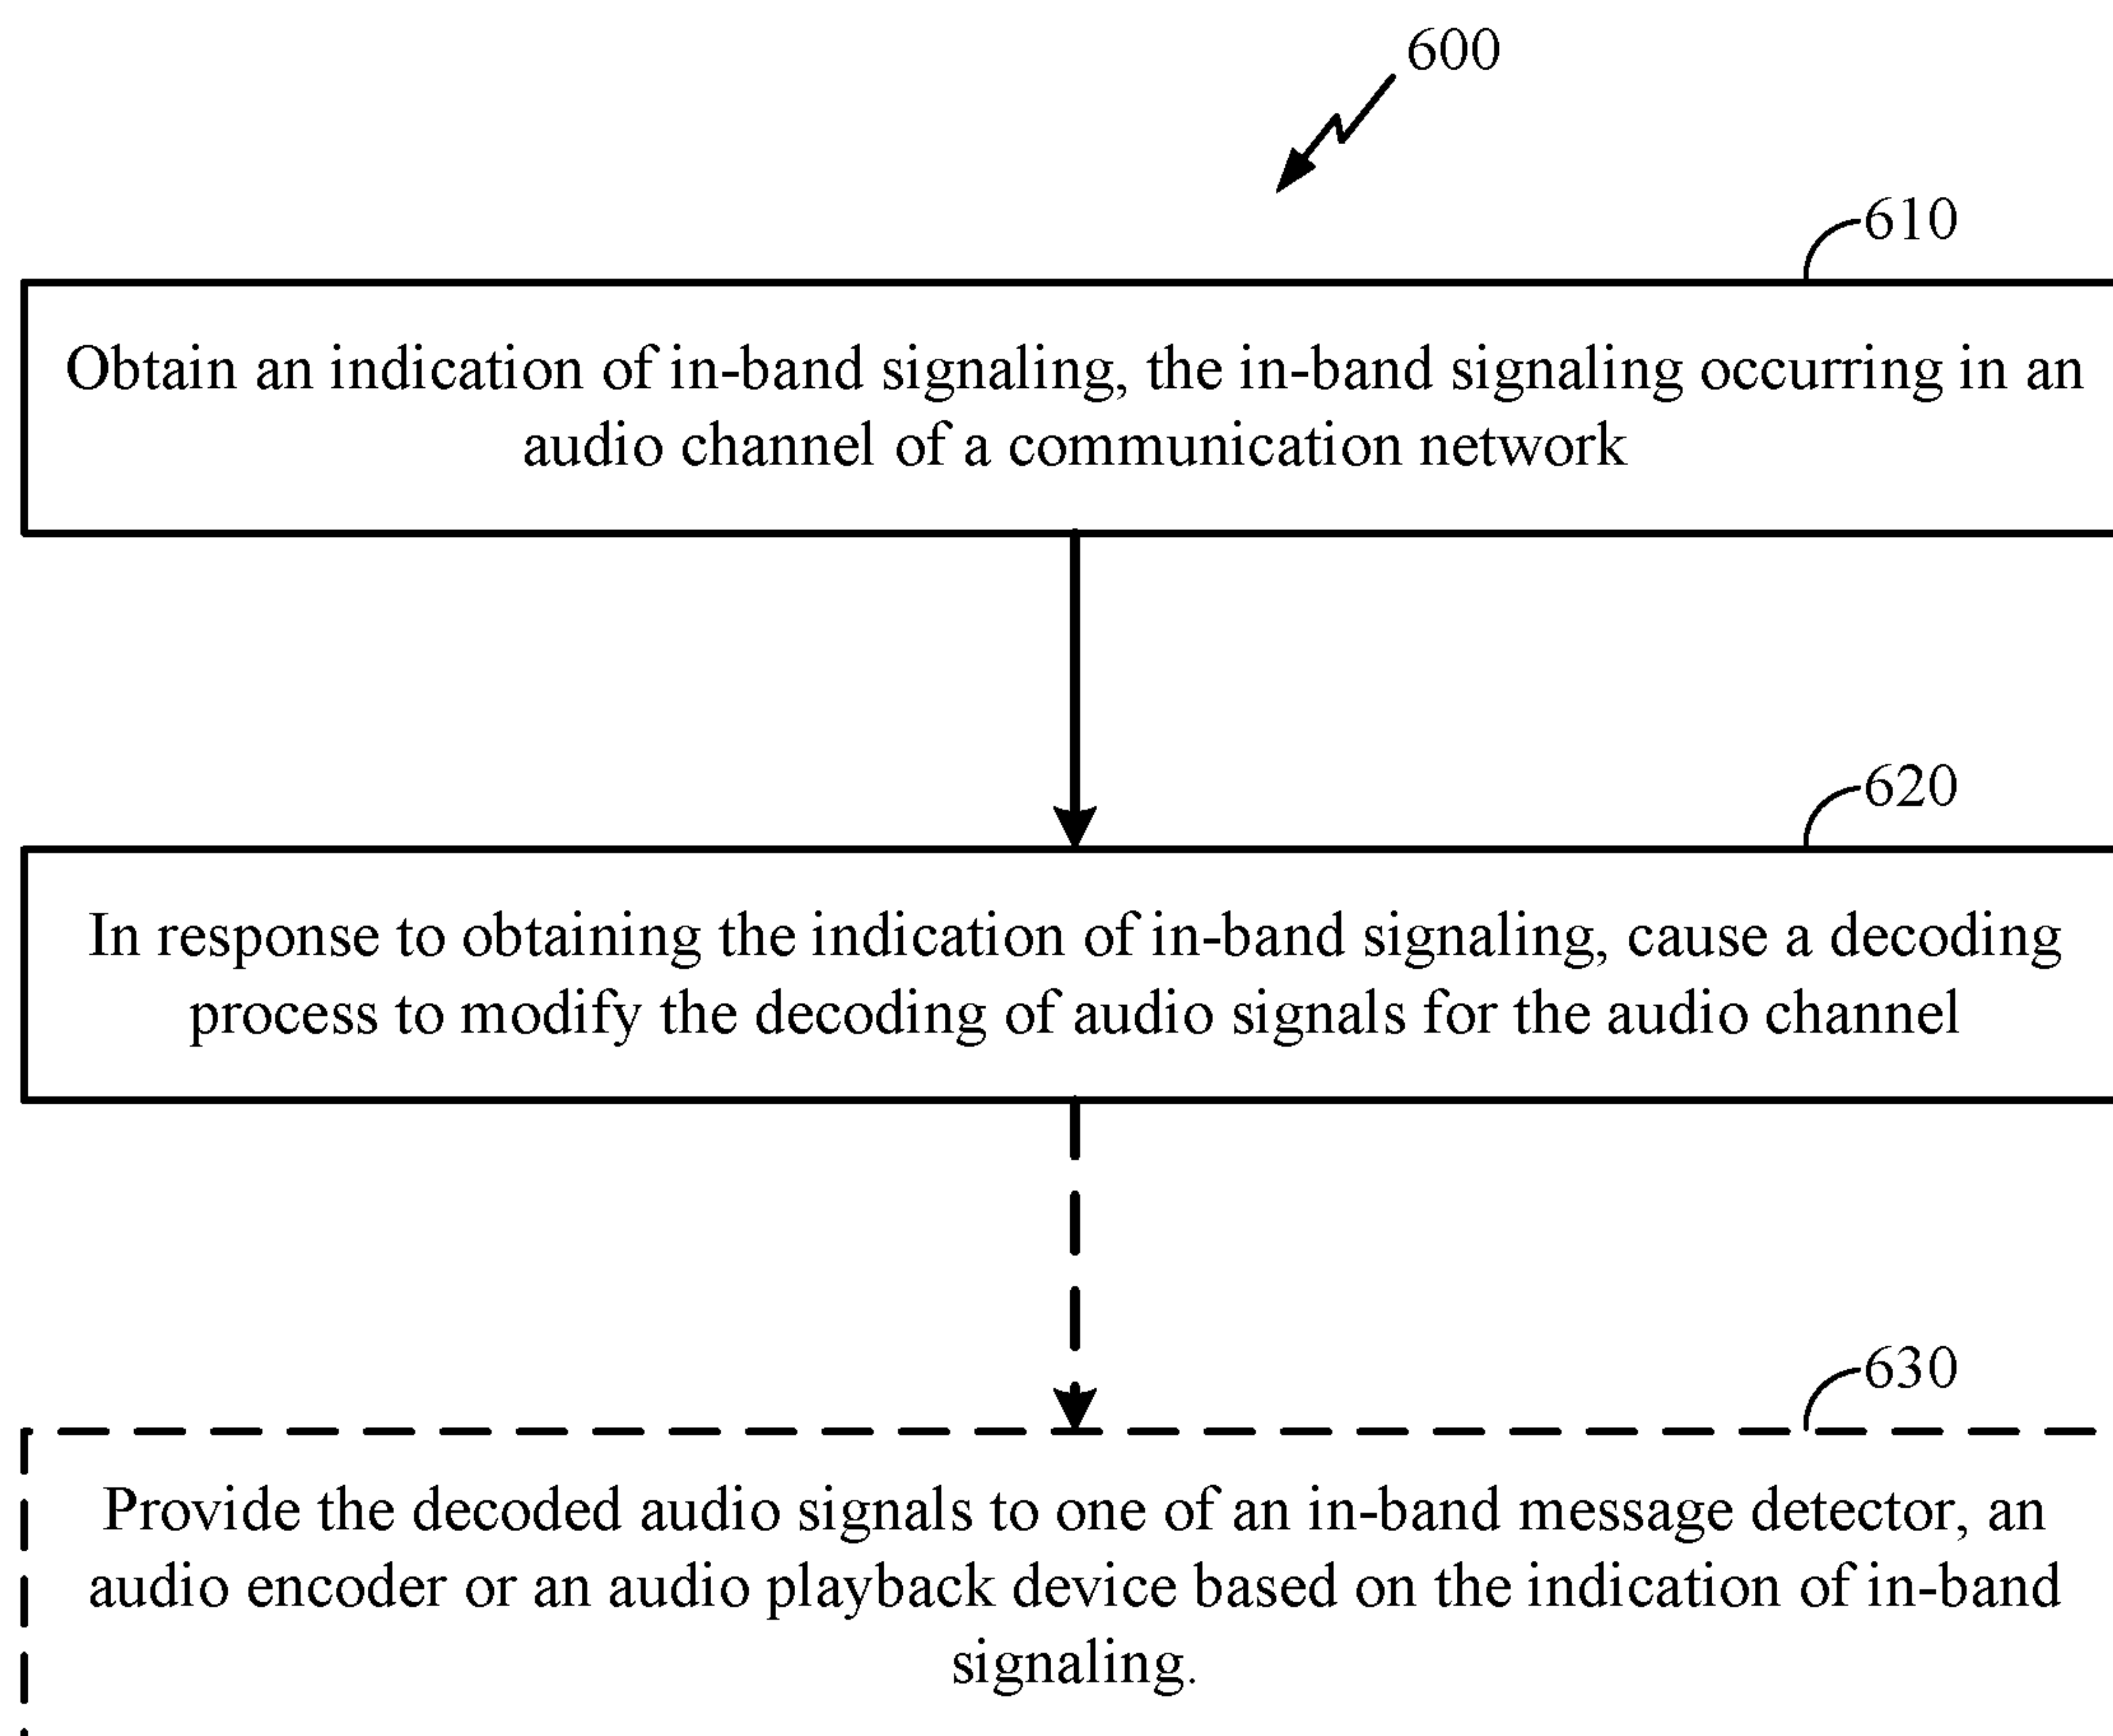 600
610
Obtain an indication of in-band signaling, the in-band signaling occurring in an
audio channel of a communication network
620
In response to obtaining the indication of in-band signaling, cause a decoding
process to modify the decoding of audio signals for the audio channel
630
Provide the decoded audio signals to one of an in-band message detector, an
audio encoder or an audio playback device based on the indication of in-band
signaling.